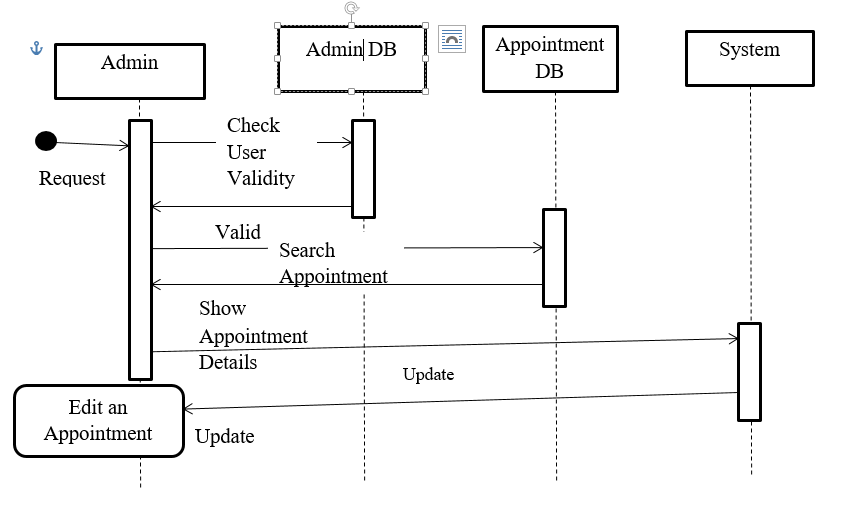 Admin
Admin DB
Appointment
DB
System
Check
User
Validity
Request
Valid
Search
Appointment
Show
Appointment
Details
Update
Edit an
Appointment
Update